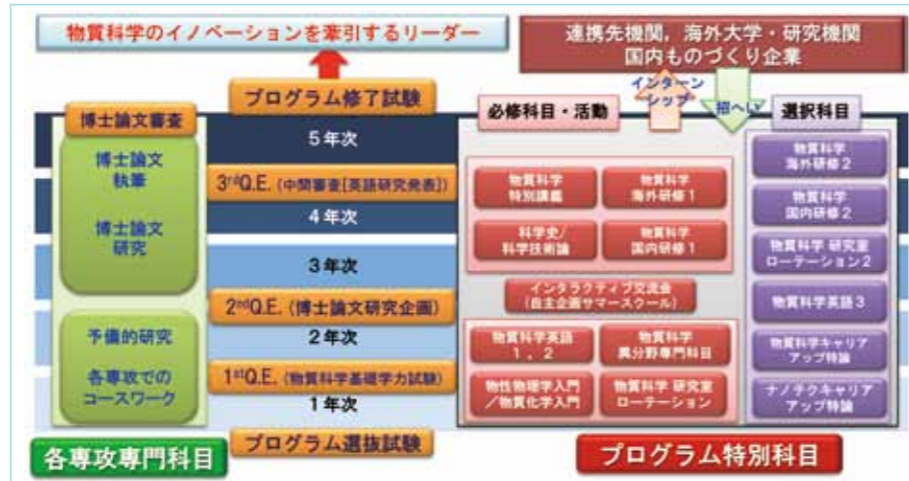 物質科学のイノベーションを牽引するリーダー
連携先機関，海外大学・研究機関
国内ものづくり企業
インターン
シップ
招へい
プログラム修了試験
博士論文審査
博士論文
執筆
博士論文
研究
予備的研究
各専攻での
コースワーク
各専攻専門科目
5年次
3rdQ.E.（中間審査[英語研究発表]）
4年次
3年次
2ndQ.E.（博士論文研究企画）
2年次
1stQ.E.（物質科学基礎学力試験）
1年次
プログラム選抜試験
必修科目・活動
物質科学
特別講義
物質科学
海外研修1
科学史/
科学技術論
物質科学
国内研修1
インタラクティブ交流会
（自主企画サマースクール）
物質科学英語
1，2
物質科学
異分野専門科目
物性物理学入門
／物質化学入門
物質科学 研究室
ローテーション
選択科目
物質科学
海外研修2
物質科学
国内研修2
物質科学 研究室
ローテーション2
物質科学英語3
物質科学キャリア
アップ特論
ナノテクキャリア
アップ特論
プログラム特別科目